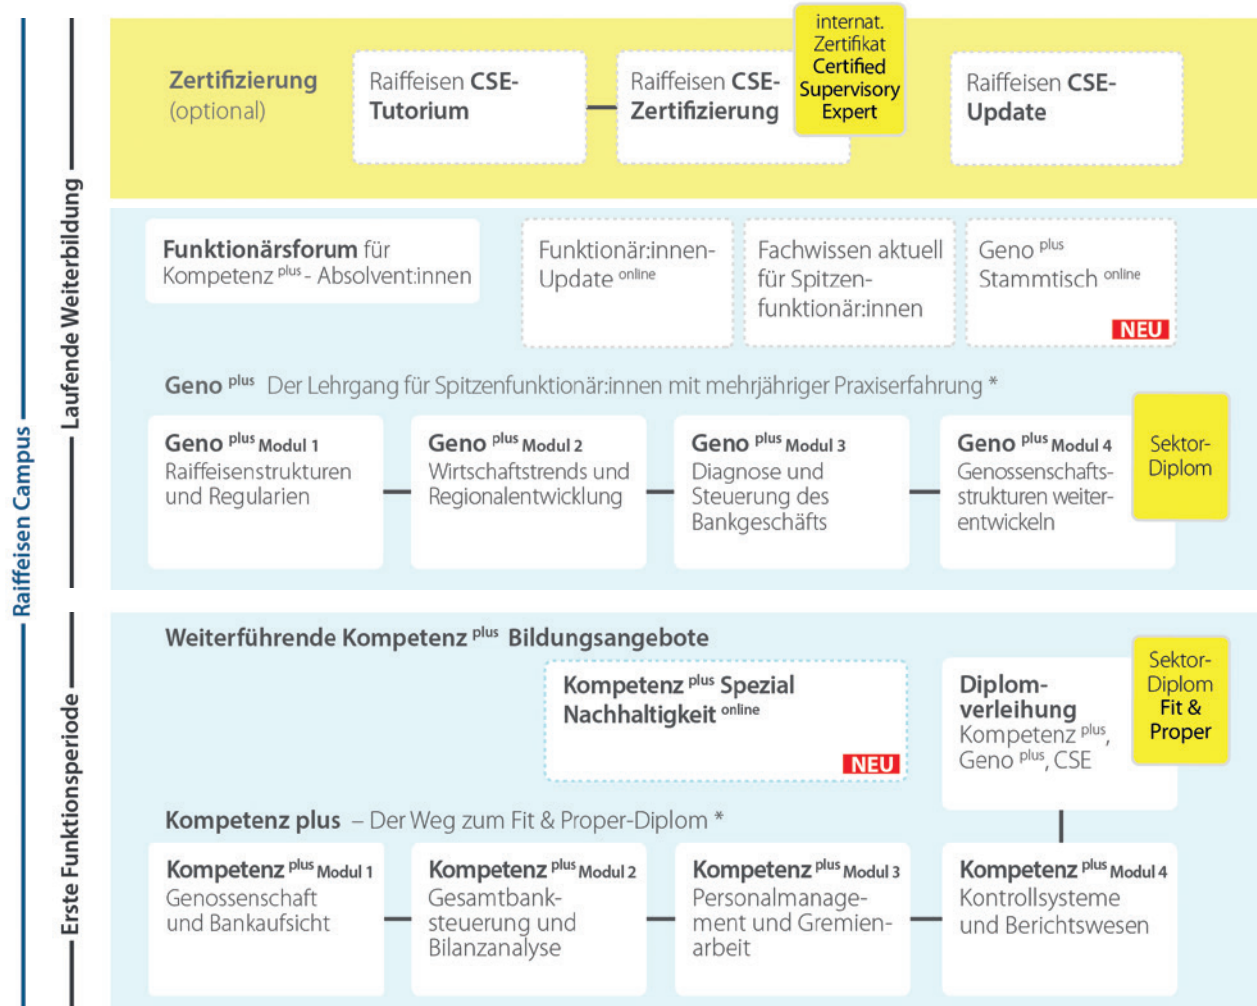 Raiffeisen Campus
Laufende Weiterbildung
Erste Funktionsperiode
Zertifizierung
(optional)
Raiffeisen CSE-
Tutorium
Raiffeisen CSE-
Zertifizierung
internat.
Zertifikat
Certified
Supervisory
Expert
Raiffeisen CSE-
Update
Funktionärsforum für
Kompetenz plus - Absolvent:innen
Funktionär:innen-
Update online
Fachwissen aktuell
für Spitzen-
funktionär:innen
Geno plus
Stammtisch online
NEU
Geno plus Der Lehrgang für Spitzenfunktionär:innen mit mehrjähriger Praxiserfahrung *
Geno plus Modul 1
Raiffeisenstrukturen
und Regularien
Geno plus Modul 2
Wirtschaftstrends und
Regionalentwicklung
Geno plus Modul 3
Diagnose und
Steuerung des
Bankgeschäfts
Geno plus Modul 4
Genossenschafts-
strukturen weiter-
entwickeln
Sektor-
Diplom
Weiterführende Kompetenz plus Bildungsangebote
Kompetenz plus Spezial
Nachhaltigkeit online
NEU
Diplom-
verleihung
Kompetenz plus,
Geno plus, CSE
Sektor-
Diplom
Fit &
Proper
Kompetenz plus – Der Weg zum Fit & Proper-Diplom *
Kompetenz plus Modul 1
Genossenschaft
und Bankaufsicht
Kompetenz plus Modul 2
Gesamtbank-
steuerung und
Bilanzanalyse
Kompetenz plus Modul 3
Personalmanage-
ment und Gremien-
arbeit
Kompetenz plus Modul 4
Kontrollsysteme
und Berichtswesen